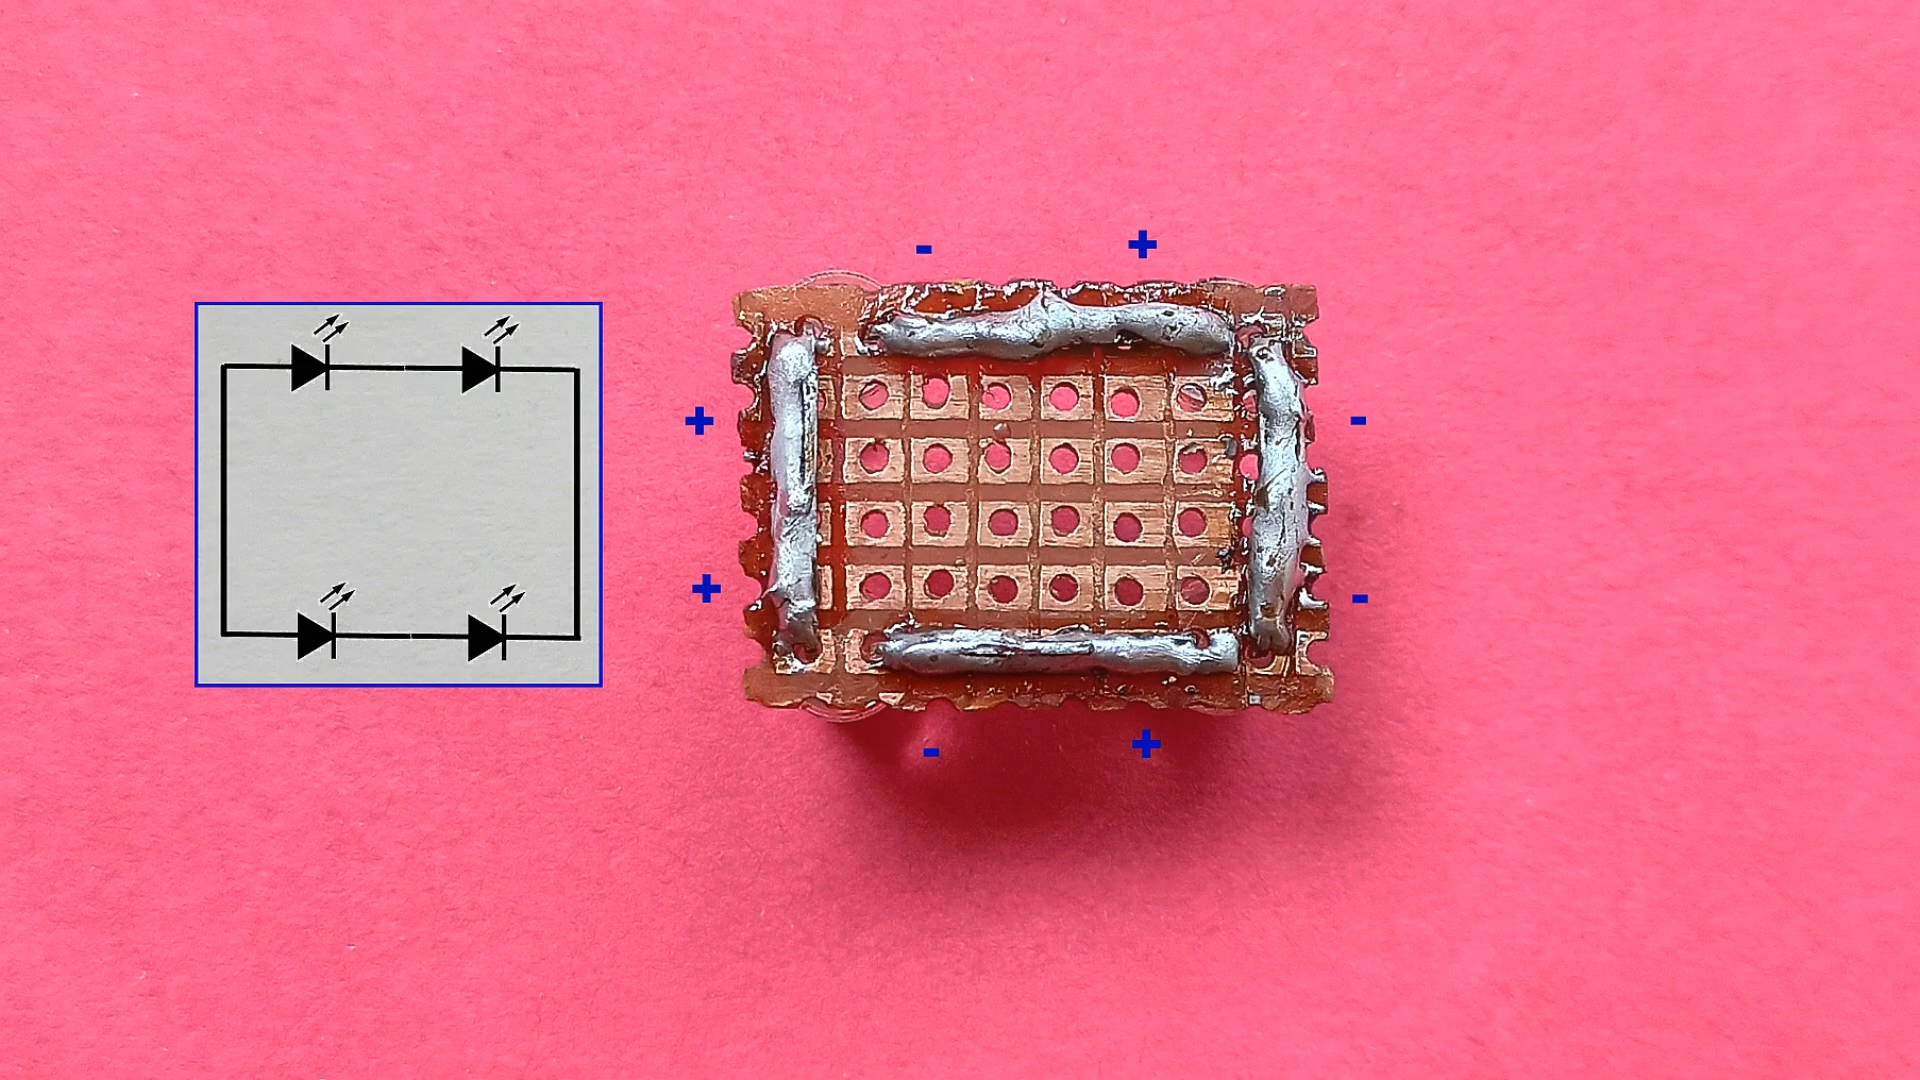 - +
+ -
+ -
- +